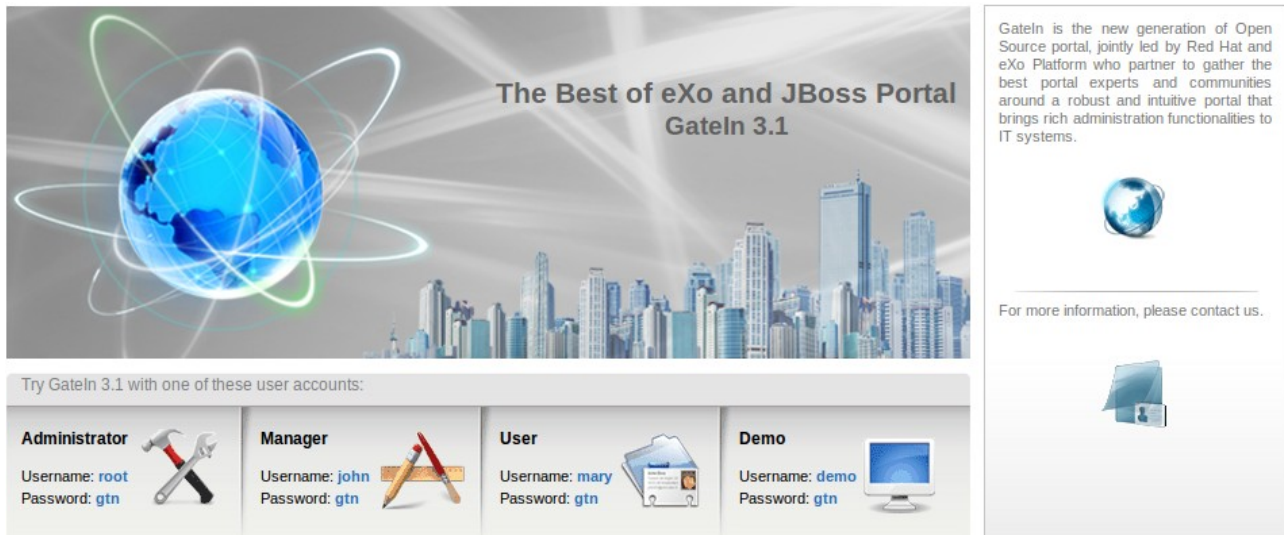 The Best of eXo and JBoss Portal
GateIn 3.1
GateIn is the new generation of Open
Source portal, jointly led by Red Hat and
eXo Platform who partner to gather the
best portal experts and communities
around a robust and intuitive portal that
brings rich administration functionalities to
IT systems.
For more information, please contact us.
Try GateIn 3.1 with one of these user accounts:
Administrator
Username: root
Password: gtn
Manager
Username: john
Password: gtn
User
Username: mary
Password: gtn
Demo
Username: demo
Password: gtn